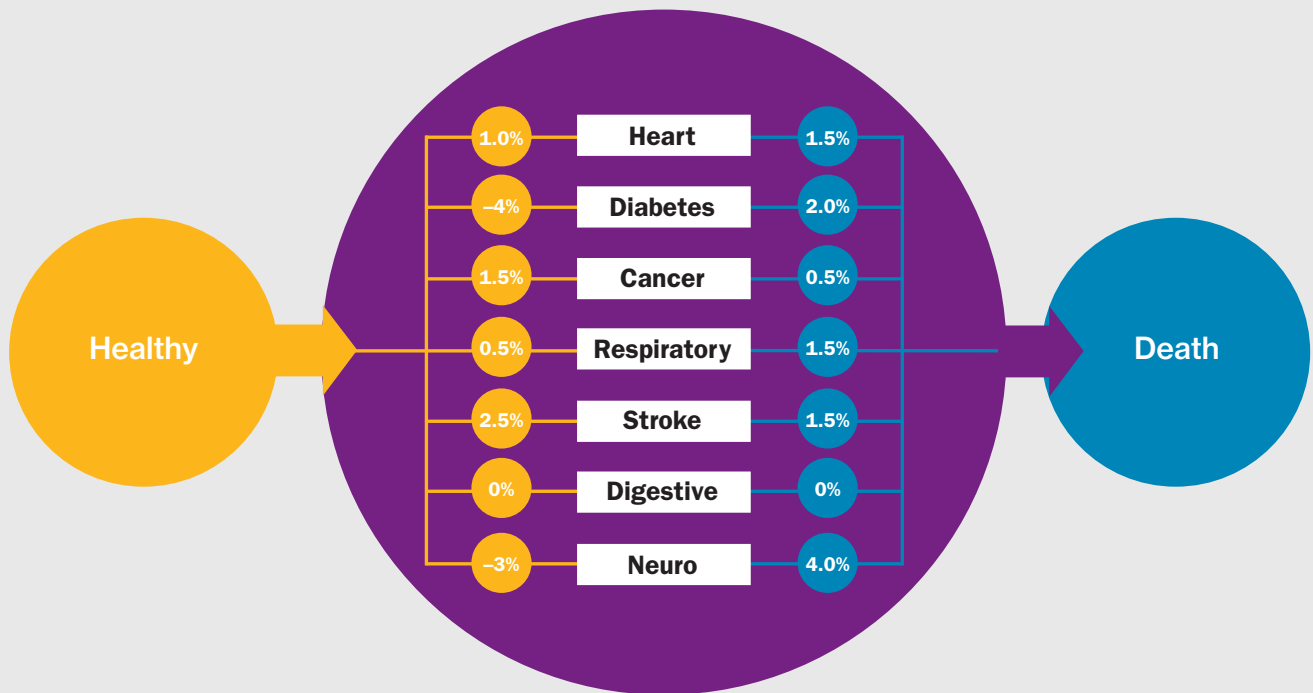 1.0% Heart 1.5%
–4% Diabetes 2.0%
1.5% Cancer 0.5%
Healthy 0.5% Respiratory 1.5% Death
2.5% Stroke 1.5%
0% Digestive 0%
–3% Neuro 4.0%